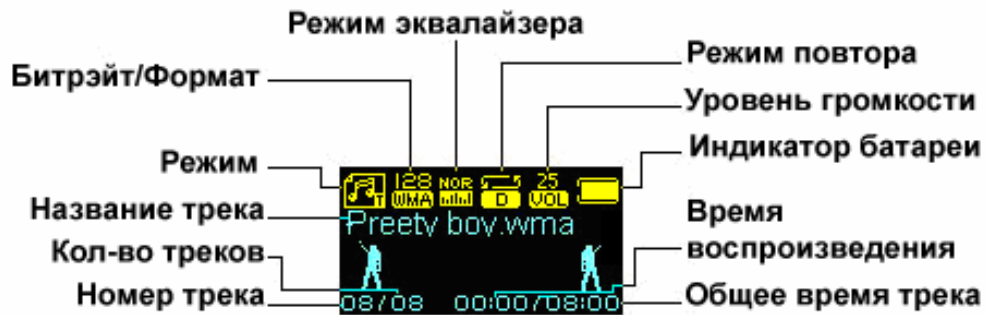 Режим эквалайзера
Битрэйт/Формат
Режим повтора
Уровень громкости
Режим
Индикатор батареи
T
128
NOR
25
WMA
D
VOL
Название трека
Preety boy.wma
Время
воспроизведения
Кол-во треков
Номер трека
08/08
00:00/08:00
Общее время трека